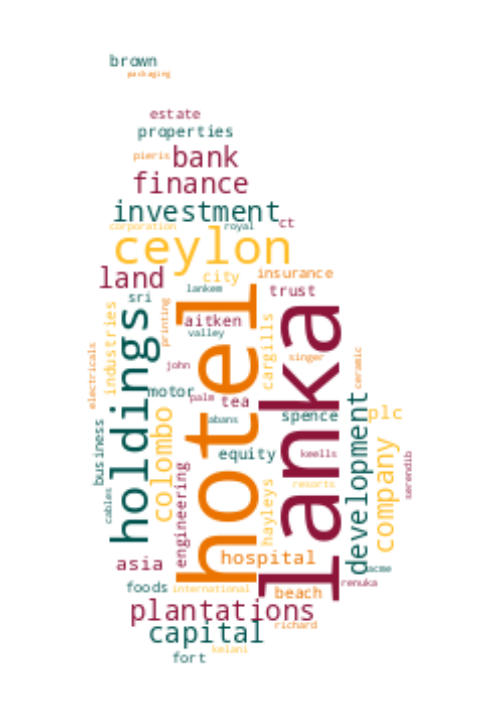 brown
packaging
estate
properties
pieris
bank
finance
investment
corporation
royal
ct
ceylon
land
city
insurance
sri
lankem
trust
hotel
lanka
holdings
industries
printing
aitken
valley
cargills
singer
ceramic
electricals
john
motor
palm
tea
abans
spence
plc
colombo
business
cables
equity
keells
development
company
serendib
engineering
hayleys
resorts
hospital
asia
acme
renuka
foods
international
beach
plantations
capital
richard
kelani
fort